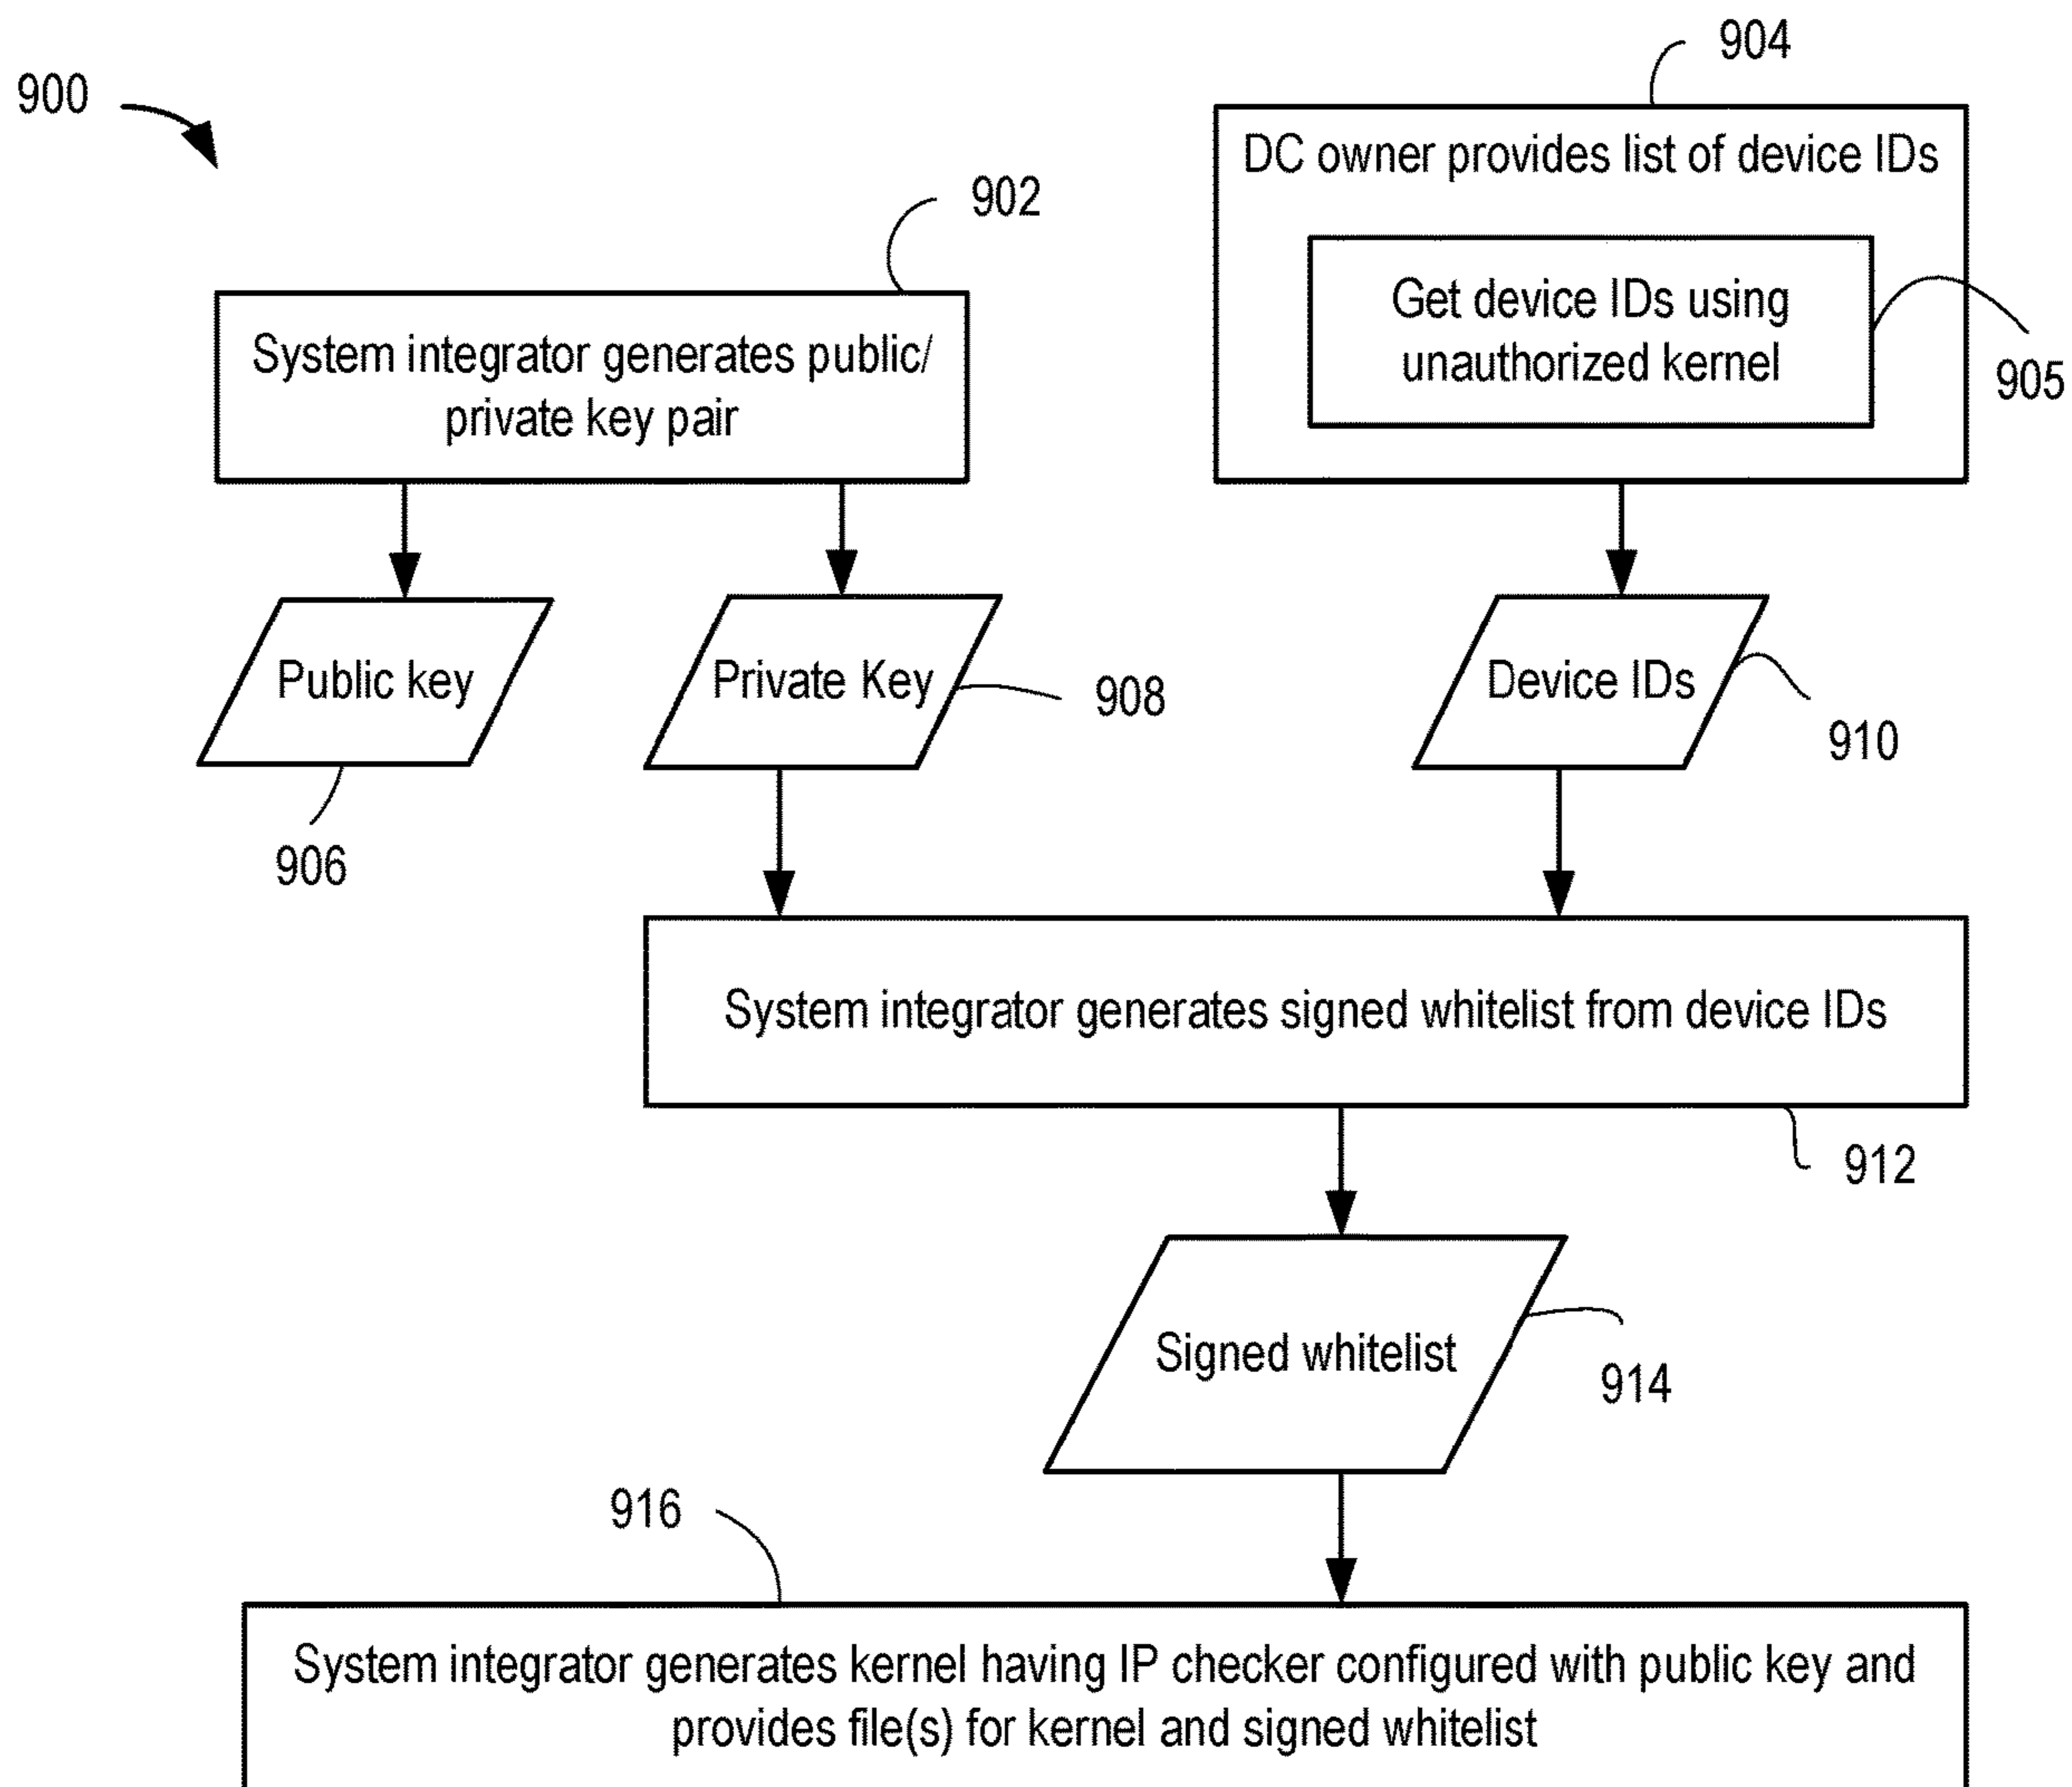 904
900
DC owner provides list of device IDs
902
Get device IDs using
unauthorized kernel
905
System integrator generates public/
private key pair
Public key
Private Key
908
Device IDs
910
906
System integrator generates signed whitelist from device IDs
912
Signed whitelist
914
916
System integrator generates kernel having IP checker configured with public key and
provides file(s) for kernel and signed whitelist